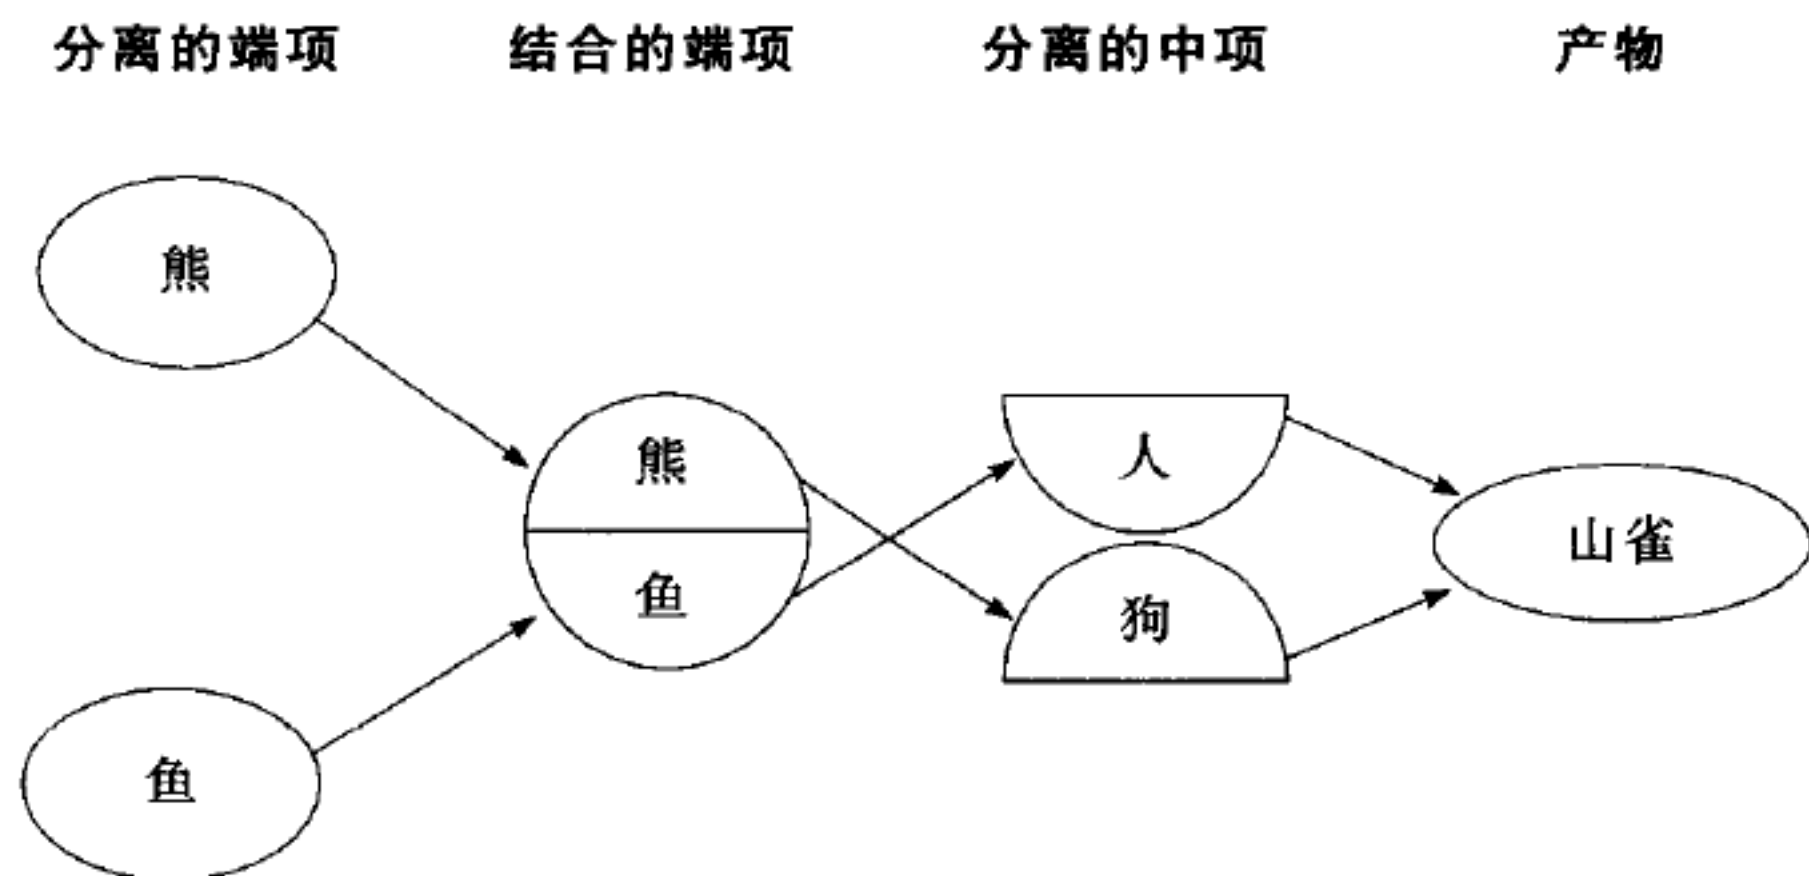 分离的端项 结合的端项 分离的中项 产物
熊
熊
人
山雀
鱼
狗
鱼